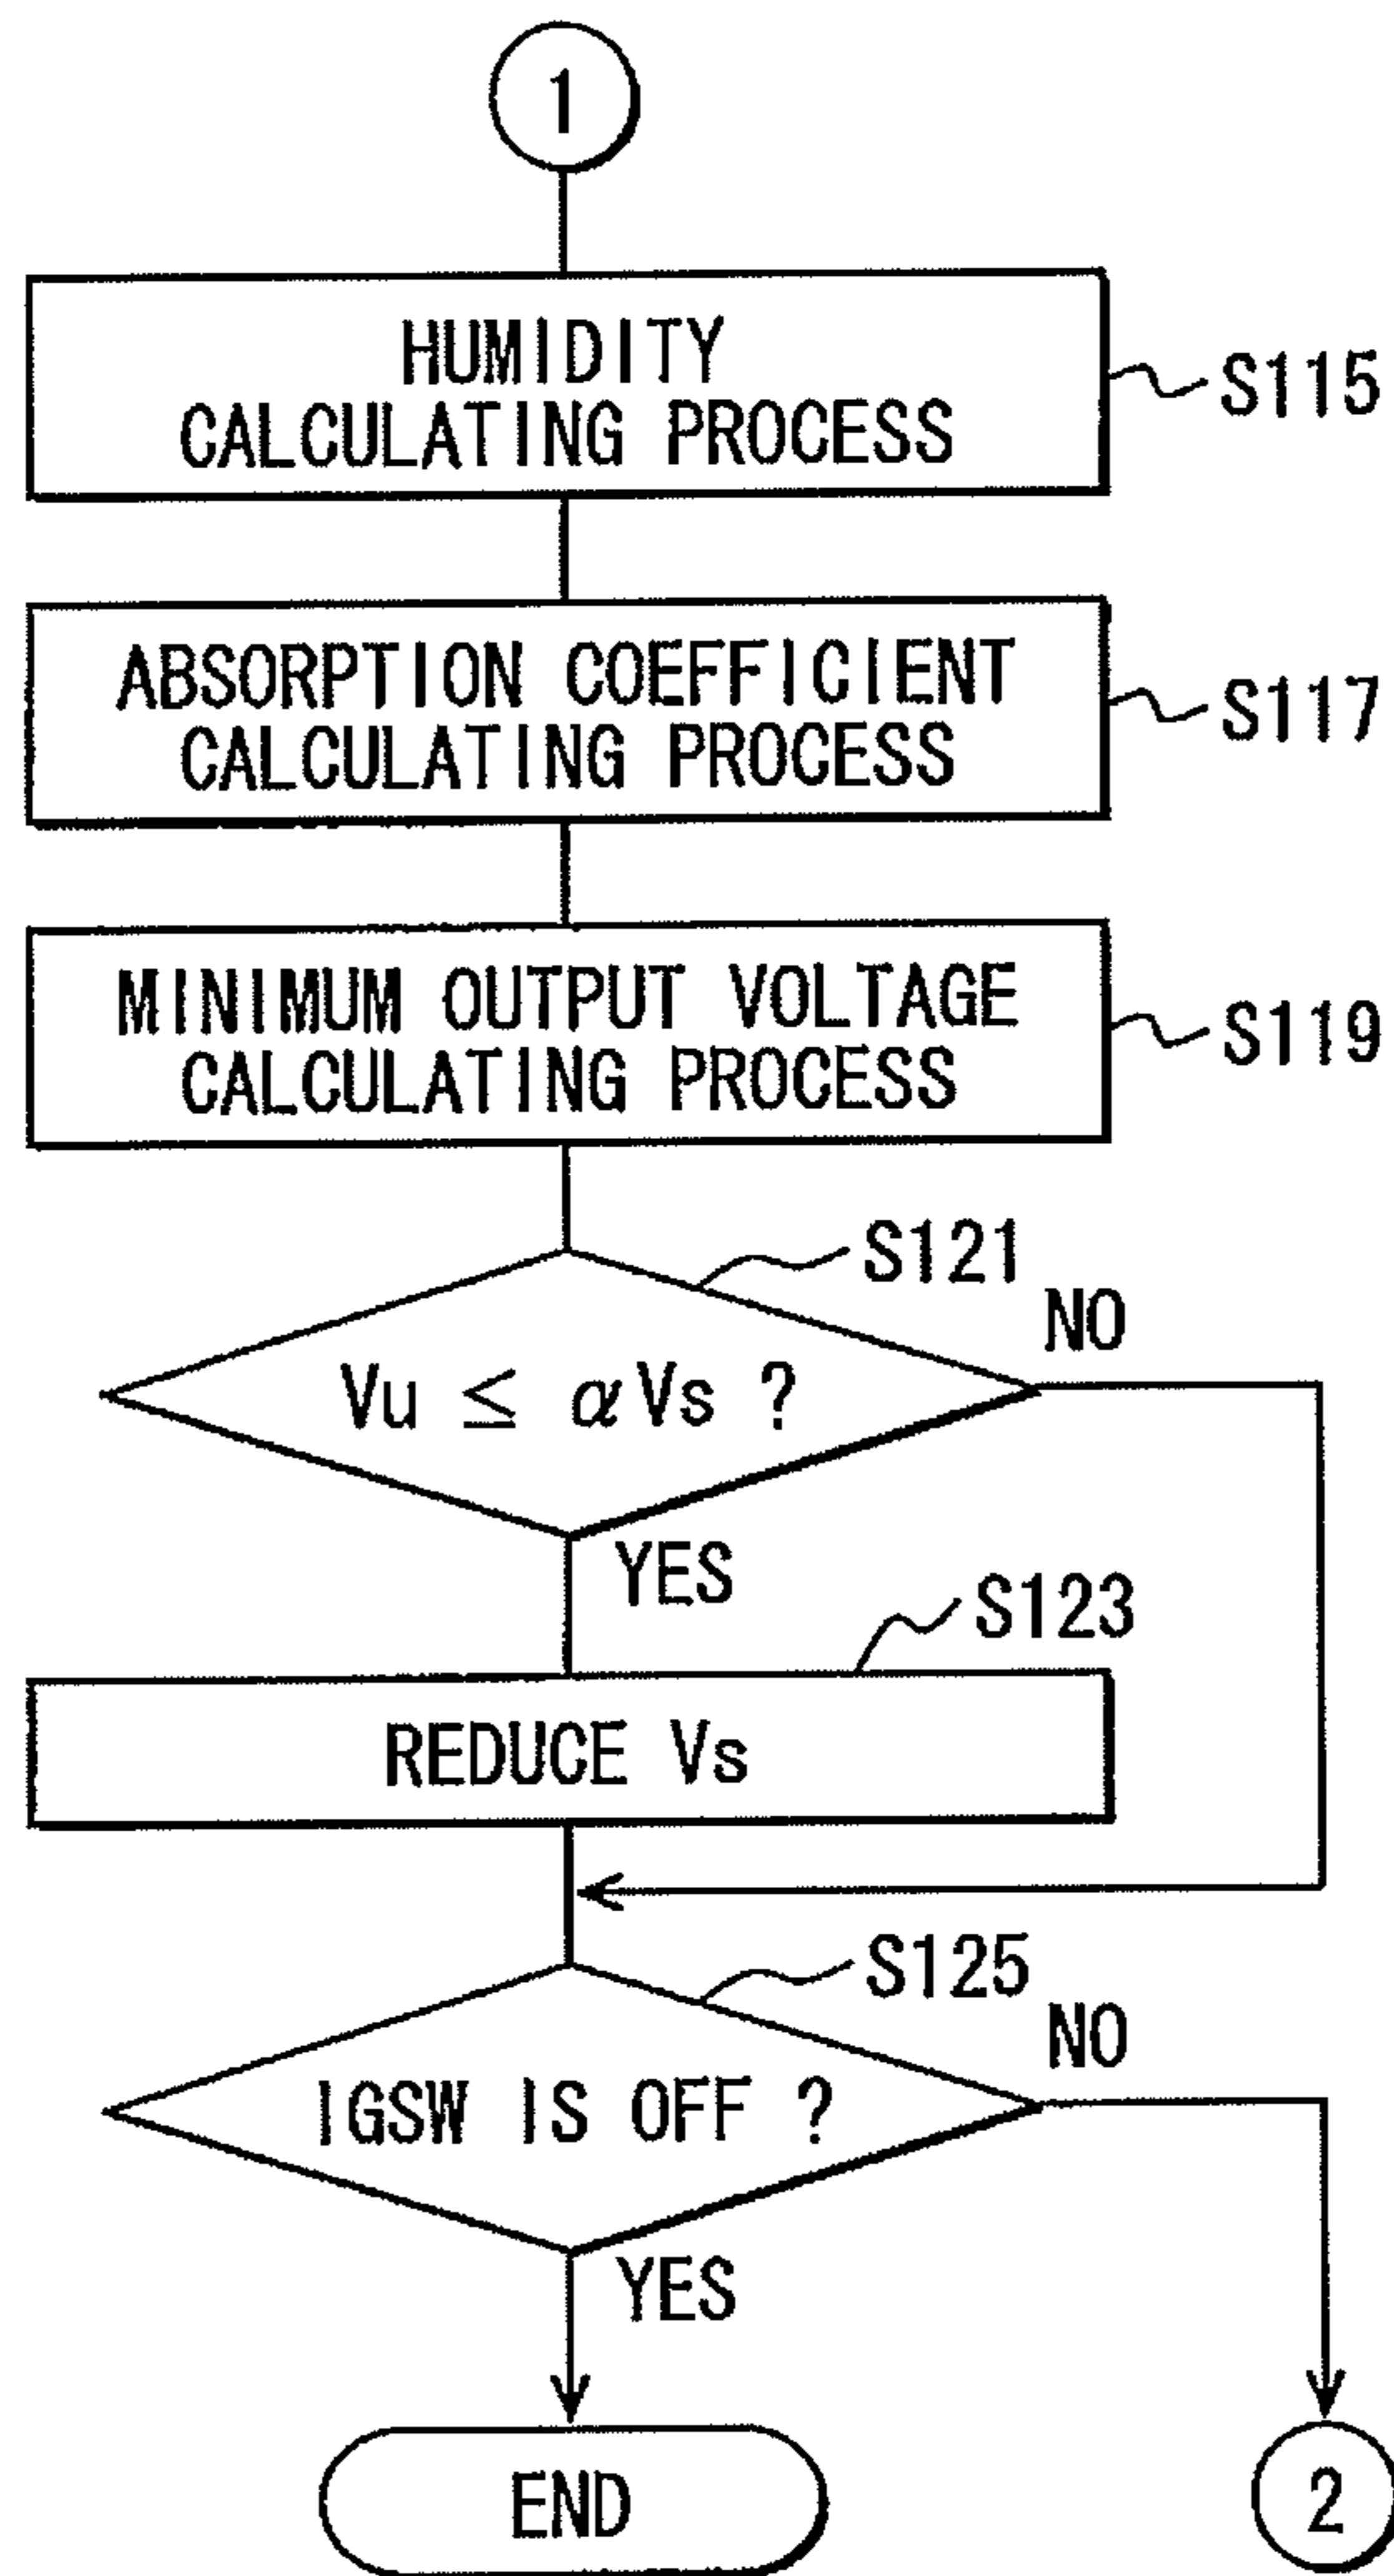 1
HUMIDITY
CALCULATING PROCESS
S115
ABSORPTION COEFFICIENT
CALCULATING PROCESS
S117
MINIMUM OUTPUT VOLTAGE
CALCULATING PROCESS
S119
S121
NO
Vu ≤ αVs ?
YES
S123
REDUCE Vs
S125
NO
IGSW IS OFF ?
YES
END
2